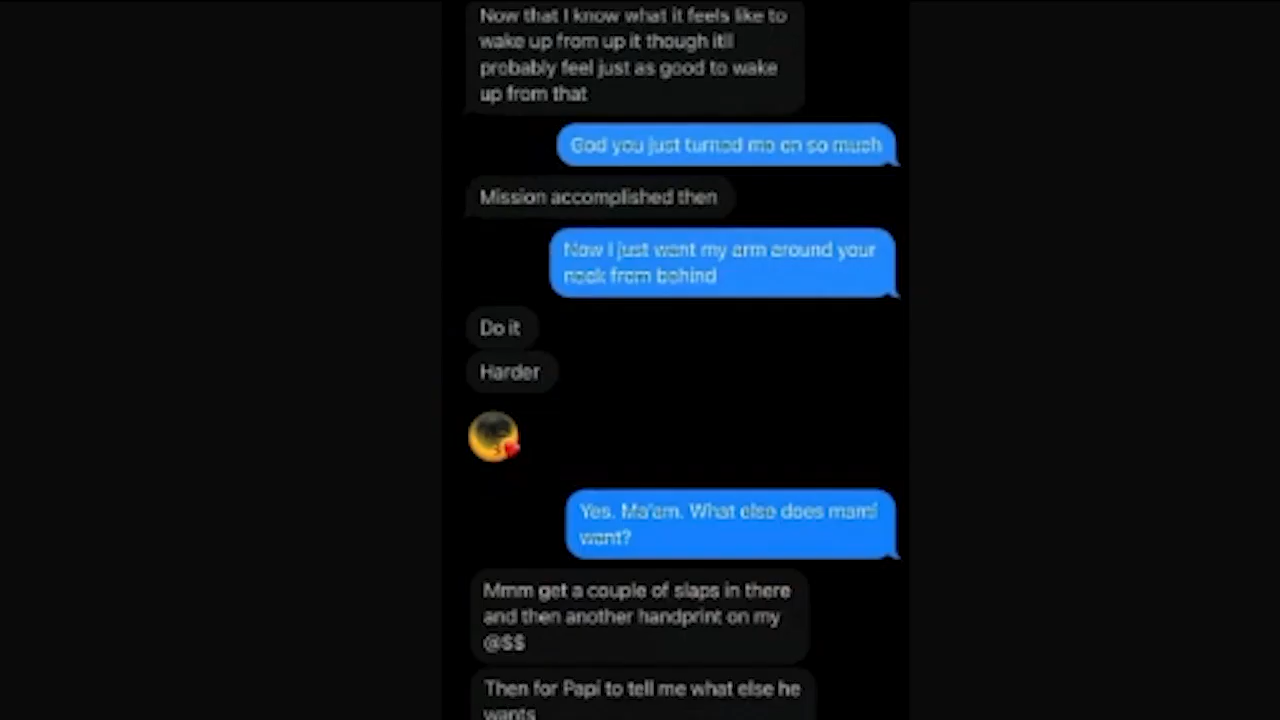 Now that I know what it feels like to
wake up from up it though itll
probably feel just as good to wake
up from that
God you just turned me on so much
Mission accomplished then
Now I just want my arm around your
neck from behind
Do it
Harder
Yes. Ma'am. What else does mami
want?
Mmm get a couple of slaps in there
and then another handprint on my
@$$
Then for Papi to tell me what else he
wants